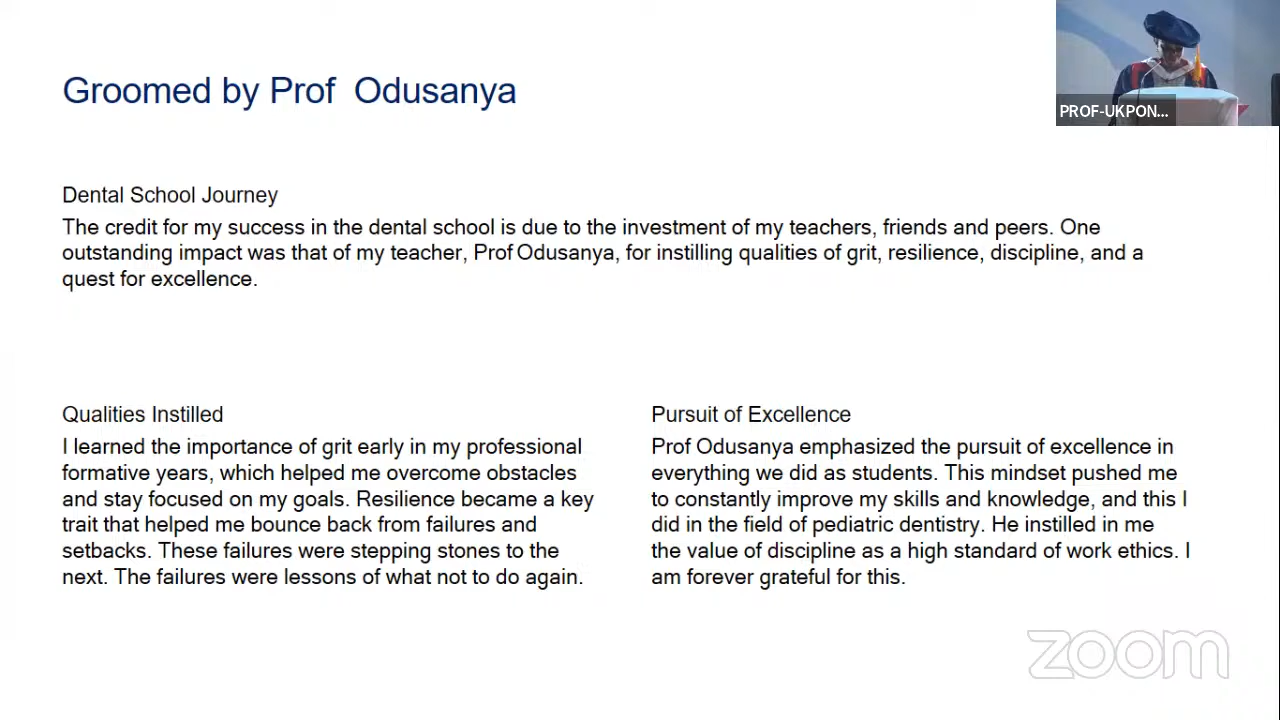 Groomed by Prof Odusanya
PROF-UKPON...
Dental School Journey
The credit for my success in the dental school is due to the investment of my teachers, friends and peers. One
outstanding impact was that of my teacher, Prof Odusanya, for instilling qualities of grit, resilience, discipline, and a
quest for excellence.
Qualities Instilled
I learned the importance of grit early in my professional
formative years, which helped me overcome obstacles
and stay focused on my goals. Resilience became a key
trait that helped me bounce back from failures and
setbacks. These failures were stepping stones to the
next. The failures were lessons of what not to do again.
Pursuit of Excellence
Prof Odusanya emphasized the pursuit of excellence in
everything we did as students. This mindset pushed me
to constantly improve my skills and knowledge, and this I
did in the field of pediatric dentistry. He instilled in me
the value of discipline as a high standard of work ethics. I
am forever grateful for this.
zoom